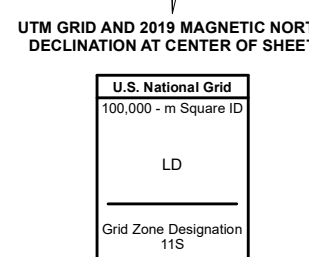 UTM GRID AND 2019 MAGNETIC NORT
DECLINATION AT CENTER OF SHEET
U.S. National Grid
100,000 - m Square ID
LD
Grid Zone Designation
11S